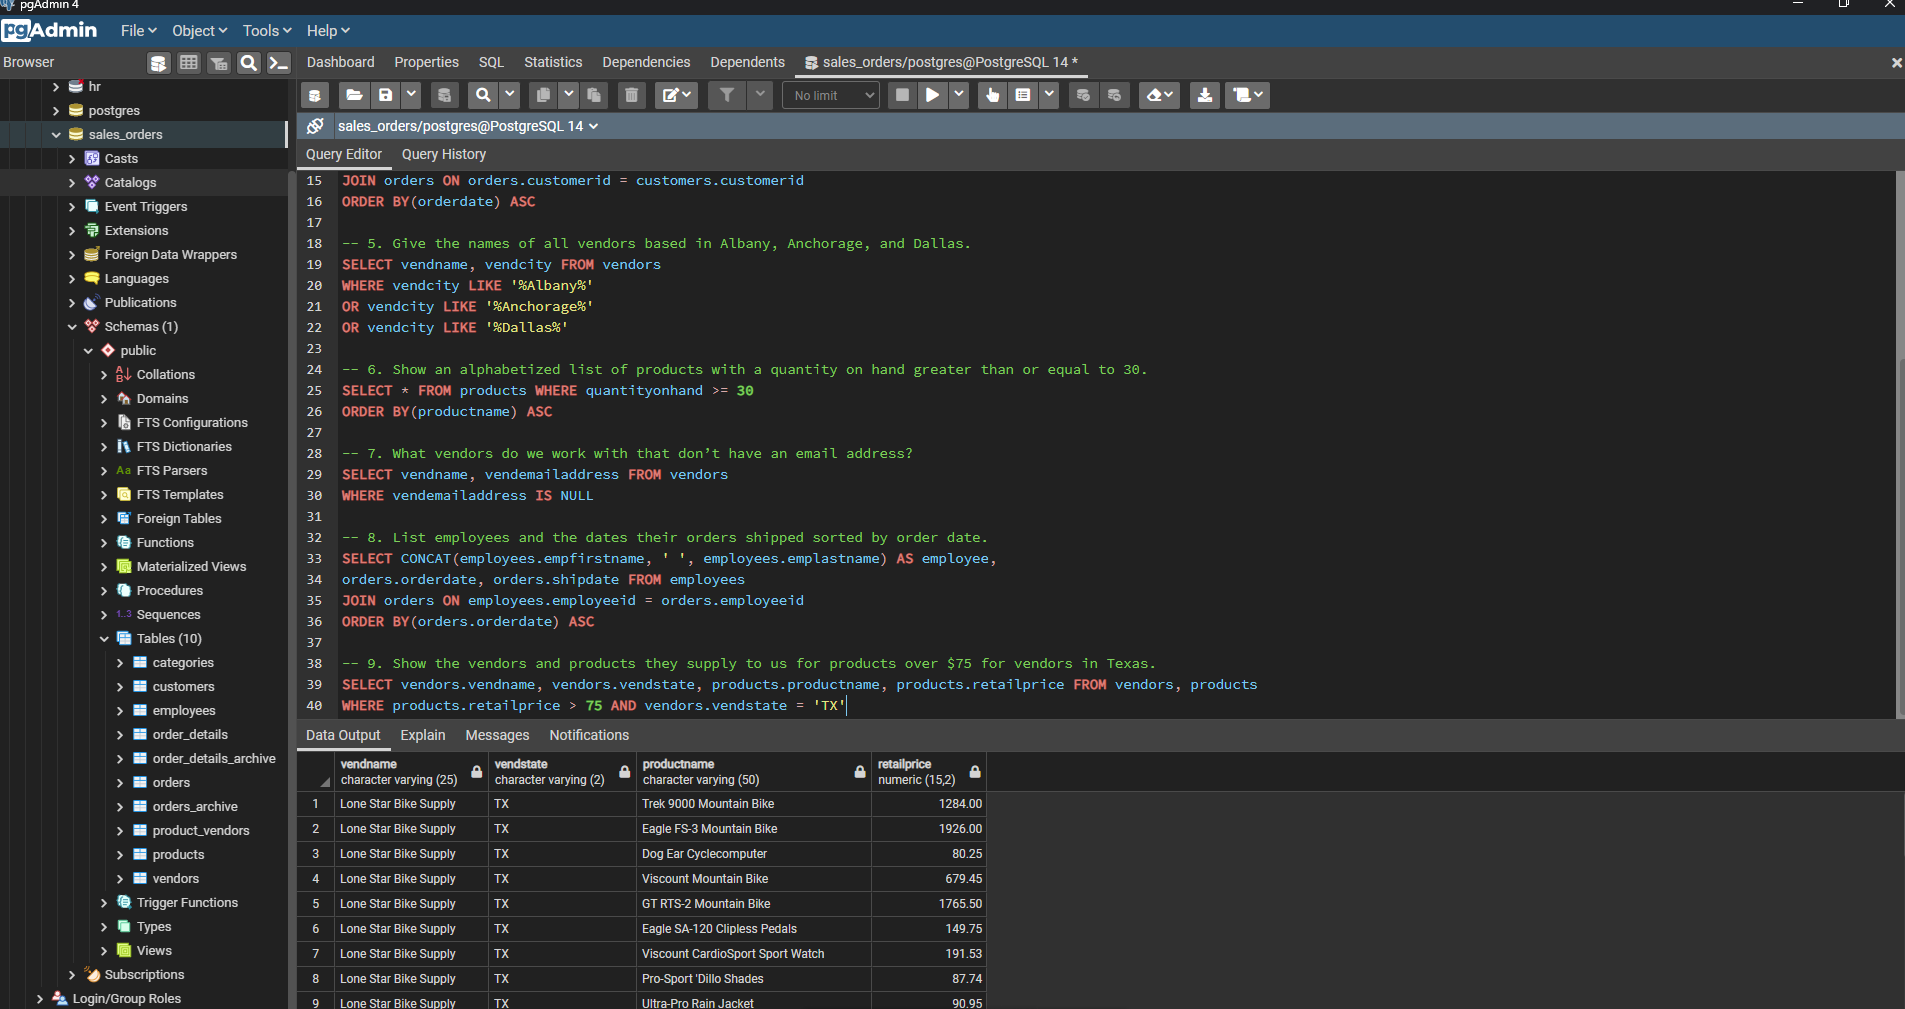 pgAdmin 4
pgAdmin File Object Tools Help
Browser
Dashboard Properties SQL Statistics Dependencies Dependents sales_orders/postgres@PostgreSQL 14 *
No limit
sales_orders/postgres@PostgreSQL 14
Query Editor Query History
hr
postgres
sales_orders
Casts
Catalogs
Event Triggers
Extensions
Foreign Data Wrappers
Languages
Publications
Schemas (1)
public
Collations
Domains
FTS Configurations
FTS Dictionaries
Aa FTS Parsers
FTS Templates
Foreign Tables
Functions
Materialized Views
Procedures
1..3 Sequences
Tables (10)
categories
customers
employees
order_details
order_details_archive
orders
orders_archive
product_vendors
products
vendors
Trigger Functions
Types
Views
Subscriptions
Login/Group Roles
15 JOIN orders ON orders.customerid = customers.customerid
16 ORDER BY(orderdate) ASC
17
18 -- 5. Give the names of all vendors based in Albany, Anchorage, and Dallas.
19 SELECT vendname, vendcity FROM vendors
20 WHERE vendcity LIKE '%Albany%'
21 OR vendcity LIKE '%Anchorage%'
22 OR vendcity LIKE '%Dallas%'
23
24 -- 6. Show an alphabetized list of products with a quantity on hand greater than or equal to 30.
25 SELECT * FROM products WHERE quantityonhand >= 30
26 ORDER BY(productname) ASC
27
28 -- 7. What vendors do we work with that don’t have an email address?
29 SELECT vendname, vendemailaddress FROM vendors
30 WHERE vendemailaddress IS NULL
31
32 -- 8. List employees and the dates their orders shipped sorted by order date.
33 SELECT CONCAT(employees.empfirstname, ' ', employees.emplastname) AS employee,
34 orders.orderdate, orders.shipdate FROM employees
35 JOIN orders ON employees.employeeid = orders.employeeid
36 ORDER BY(orders.orderdate) ASC
37
38 -- 9. Show the vendors and products they supply to us for products over $75 for vendors in Texas.
39 SELECT vendors.vendname, vendors.vendstate, products.productname, products.retailprice FROM vendors, products
40 WHERE products.retailprice > 75 AND vendors.vendstate = 'TX'
Data Output Explain Messages Notifications
vendname vendstate productname retailprice
character varying (25) character varying (2) character varying (50) numeric (15,2)
1 Lone Star Bike Supply TX Trek 9000 Mountain Bike 1284.00
2 Lone Star Bike Supply TX Eagle FS-3 Mountain Bike 1926.00
3 Lone Star Bike Supply TX Dog Ear Cyclecomputer 80.25
4 Lone Star Bike Supply TX Viscount Mountain Bike 679.45
5 Lone Star Bike Supply TX GT RTS-2 Mountain Bike 1765.50
6 Lone Star Bike Supply TX Eagle SA-120 Clipless Pedals 149.75
7 Lone Star Bike Supply TX Viscount CardioSport Sport Watch 191.53
8 Lone Star Bike Supply TX Pro-Sport 'Dillo Shades 87.74
9 Lone Star Bike Supply TX Ultra-Pro Rain Jacket 90.95